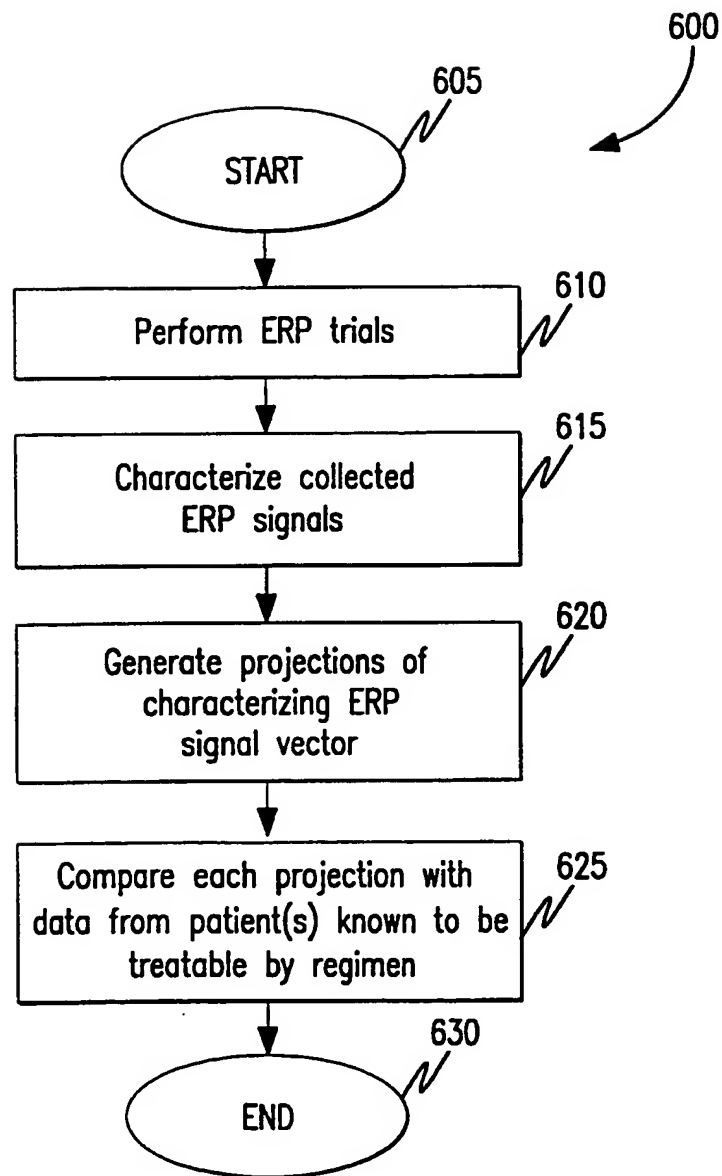 600
605
START
610
Perform ERP trials
615
Characterize collected
ERP signals
620
Generate projections of
characterizing ERP
signal vector
625
Compare each projection with
data from patient(s) known to be
treatable by regimen
630
END